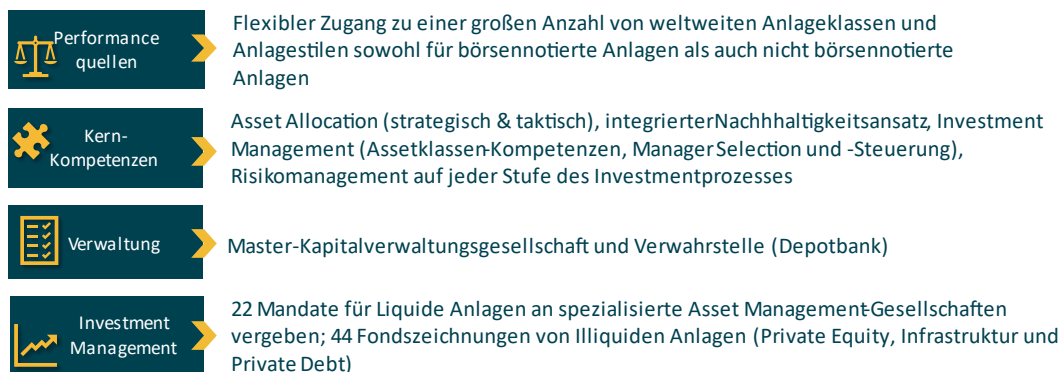 Performance
quellen
Flexibler Zugang zu einer großen Anzahl von weltweiten Anlageklassen und
Anlagestilen sowohl für börsennotierte Anlagen als auch nicht börsennotierte
Anlagen
Kern-
Kompetenzen
Asset Allocation (strategisch & taktisch), integrierterNachhhaltigkeitsansatz, Investment
Management (Assetklassen-Kompetenzen, Manager Selection und -Steuerung),
Risikomanagement auf jeder Stufe des Investmentprozesses
Verwaltung
Master-Kapitalverwaltungsgesellschaft und Verwahrstelle (Depotbank)
Investment
Management
22 Mandate für Liquide Anlagen an spezialisierte Asset Management-Gesellschaften
vergeben; 44 Fondszeichnungen von Illiquiden Anlagen (Private Equity, Infrastruktur und
Private Debt)